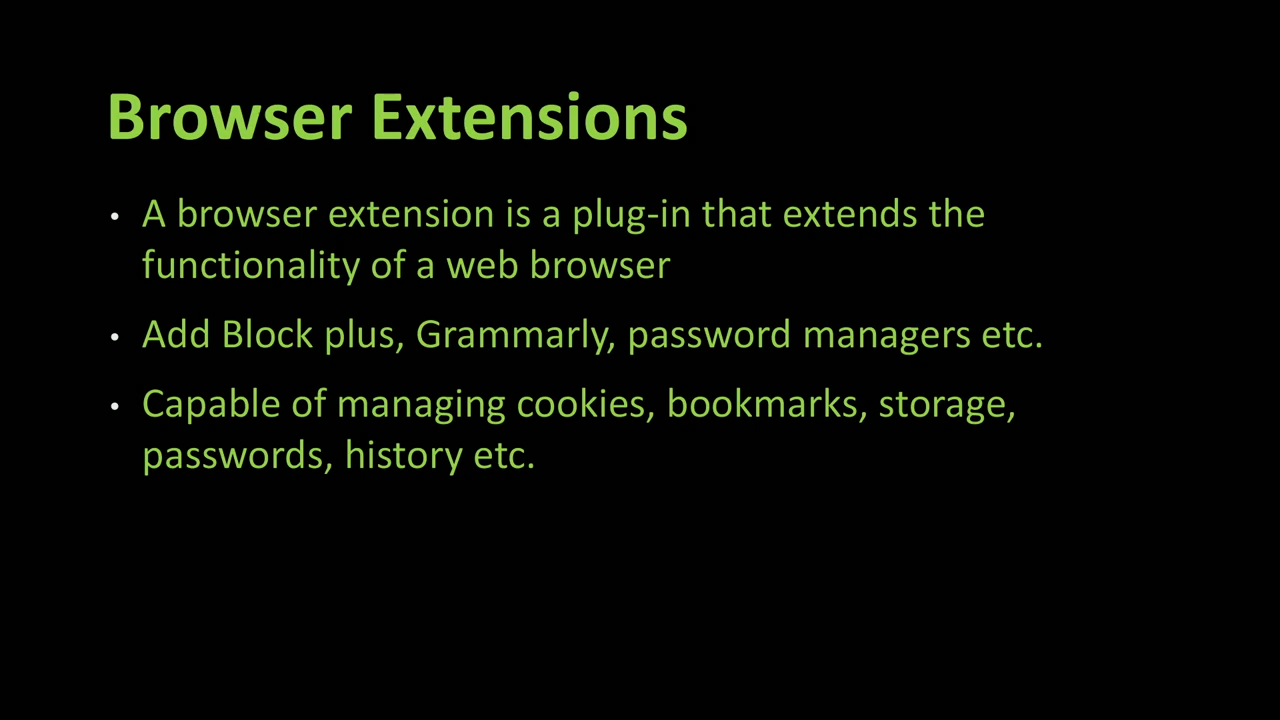 Browser Extensions
• A browser extension is a plug-in that extends the
functionality of a web browser
• Add Block plus, Grammarly, password managers etc.
• Capable of managing cookies, bookmarks, storage,
passwords, history etc.